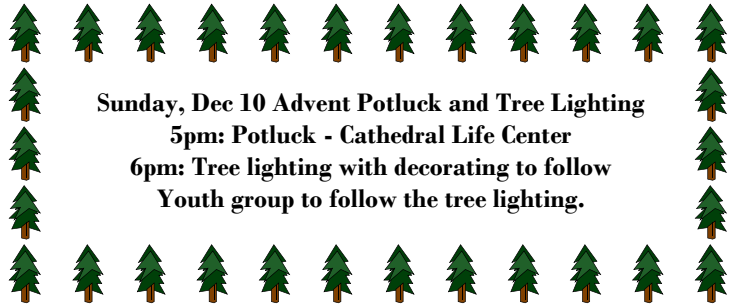 Sunday, Dec 10 Advent Potluck and Tree Lighting
5pm: Potluck - Cathedral Life Center
6pm: Tree lighting with decorating to follow
Youth group to follow the tree lighting.